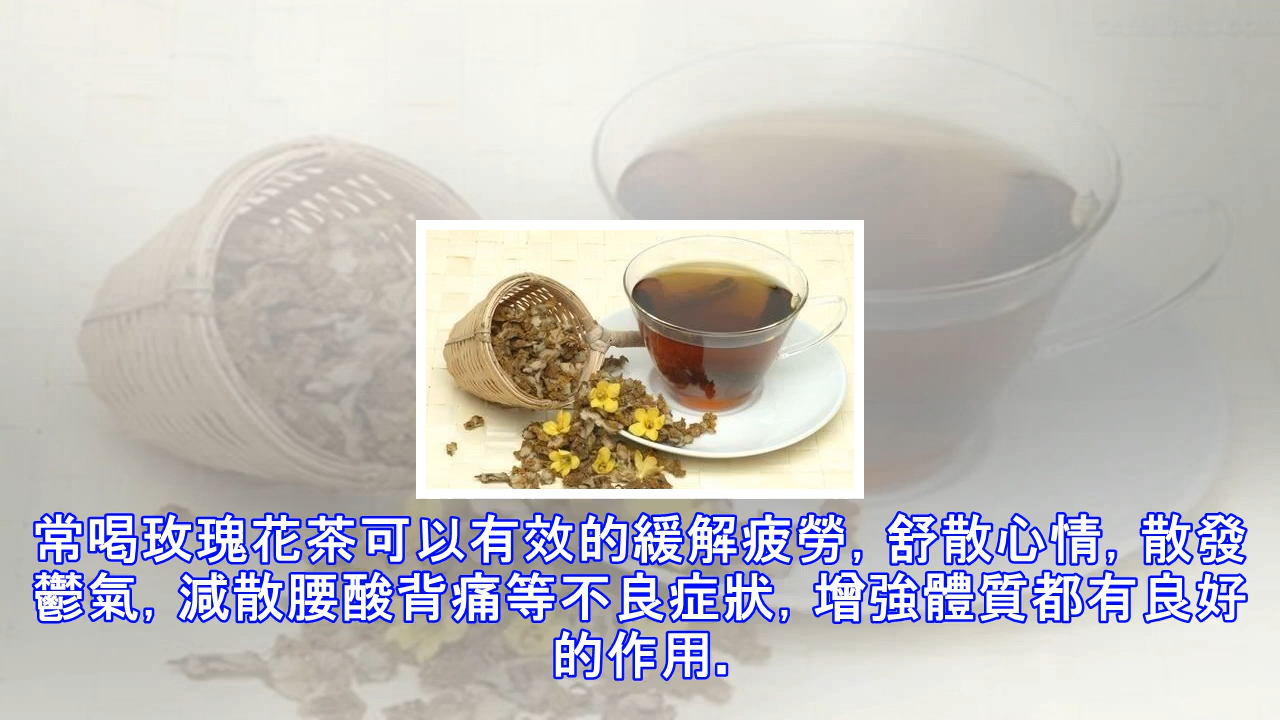 常喝玫瑰花茶可以有效的緩解疲勞, 舒散心情, 散發
鬱氣, 減散腰酸背痛等不良症狀, 增強體質都有良好
的作用.